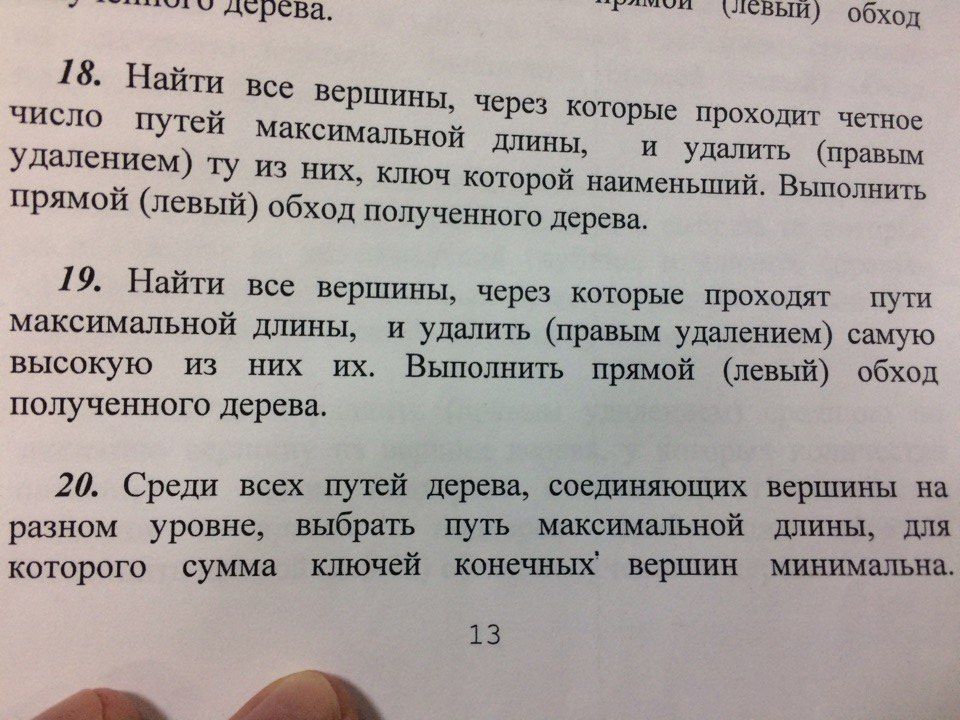 прямой (левый) обход
ученного дерева.
18. Найти все вершины, через которые проходит четное
число путей максимальной длины, и удалить (правым
удалением) ту из них, ключ которой наименьший. Выполнить
прямой (левый) обход полученного дерева.
19. Найти все вершины, через которые проходят пути
максимальной длины, и удалить (правым удалением) самую
высокую из них их. Выполнить прямой (левый) обход
полученного дерева.
20. Среди всех путей дерева, соединяющих вершины на
разном уровне, выбрать путь максимальной длины, для
которого сумма ключей конечных вершин минимальна.
13